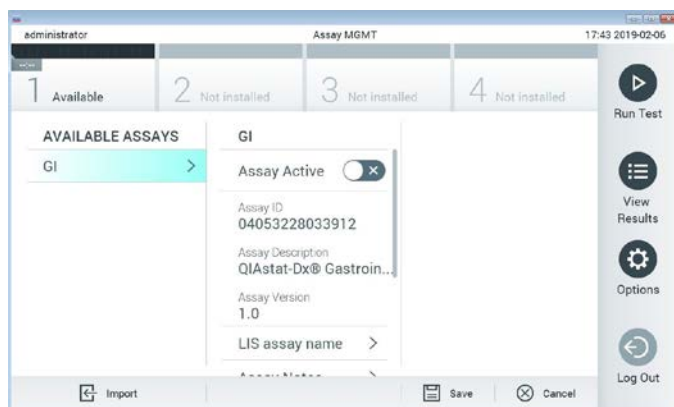 administrator Assay MGMT 17:43 2019-02-06
1 Available 2 Not installed 3 Not installed 4 Not installed
Run Test
AVAILABLE ASSAYS GI
GI Assay Active
View
Results
Assay ID
04053228033912
Assay Description
QIAstat-Dx® Gastroin...
Options
Assay Version
1.0
LIS assay name
Assay Notes
Log Out
Import Save Cancel